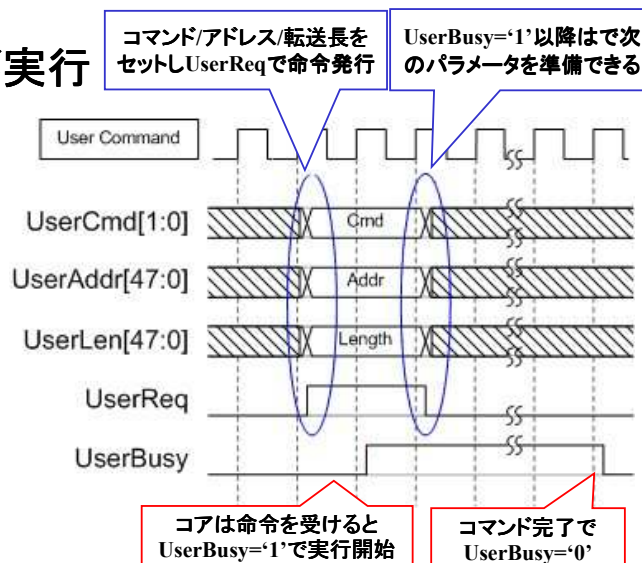 実行
コマンド/アドレス/転送長を
セットしUserReqで命令発行
UserBusy=‘1’以降はで次
のパラメータを準備できる
User Command
UserCmd[1:0]
Cmd
UserAddr[47:0]
Addr
UserLen[47:0]
Length
UserReq
UserBusy
コアは命令を受けると
UserBusy=‘1’で実行開始
コマンド完了で
UserBusy=‘0’